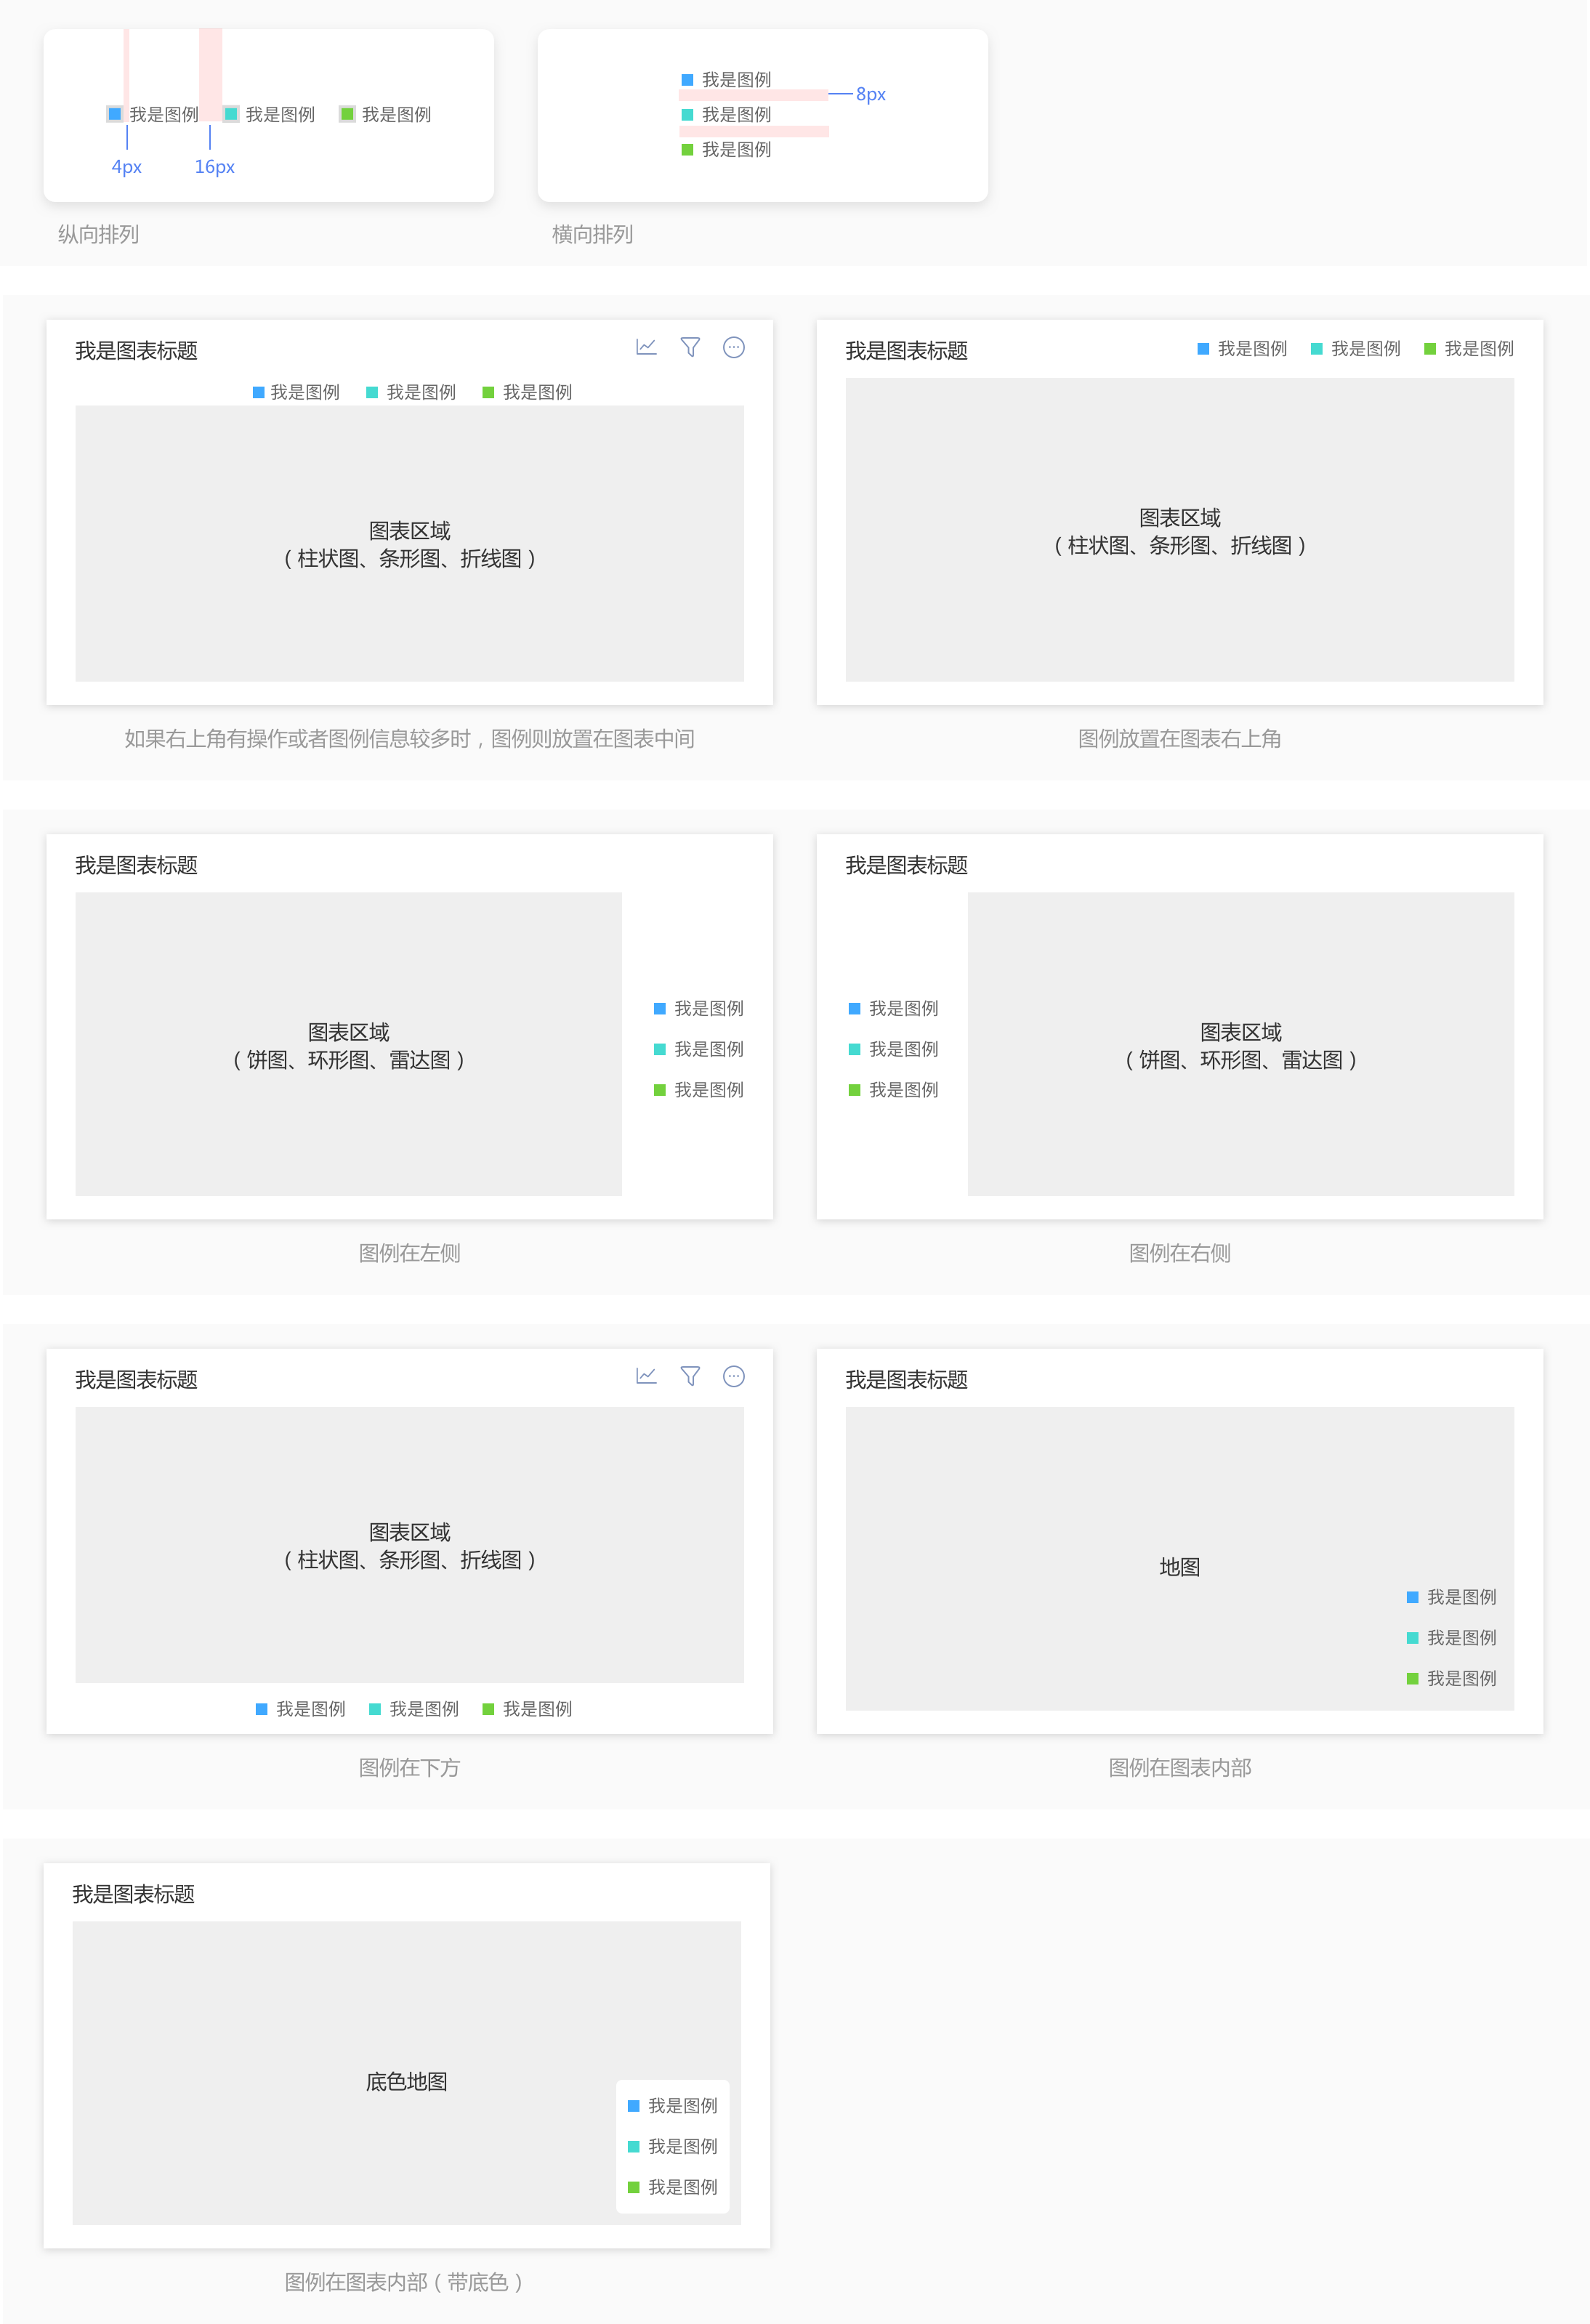 我是图例 我是图例 我是图例
4px 16px
纵向排列
我是图例
8px
我是图例
我是图例
横向排列
我是图表标题
我是图例 我是图例 我是图例
图表区域
（柱状图、条形图、折线图）
如果右上角有操作或者图例信息较多时，图例则放置在图表中间
我是图表标题 我是图例 我是图例 我是图例
图表区域
（柱状图、条形图、折线图）
图例放置在图表右上角
我是图表标题
图表区域
（饼图、环形图、雷达图）
我是图例
我是图例
我是图例
图例在左侧
我是图表标题
我是图例
我是图例
我是图例
图表区域
（饼图、环形图、雷达图）
图例在右侧
我是图表标题
图表区域
（柱状图、条形图、折线图）
我是图例 我是图例 我是图例
图例在下方
我是图表标题
地图
我是图例
我是图例
我是图例
图例在图表内部
我是图表标题
底色地图
我是图例
我是图例
我是图例
图例在图表内部（带底色）